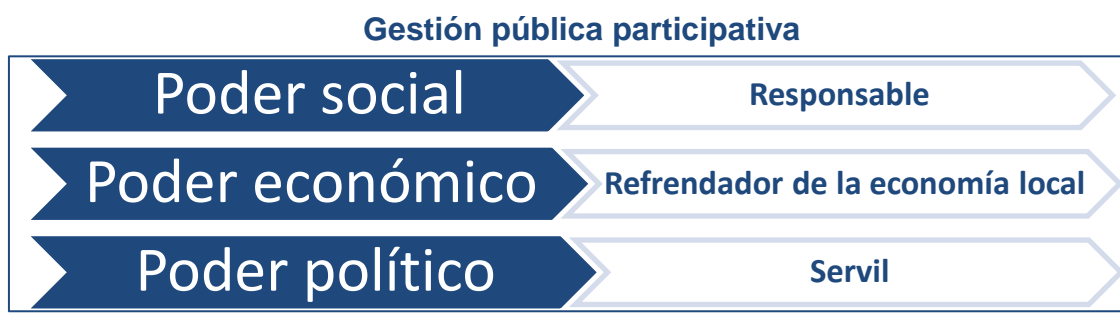 Gestión pública participativa
Poder social
Responsable
Poder económico
Refrendador de la economía local
Poder político
Servil